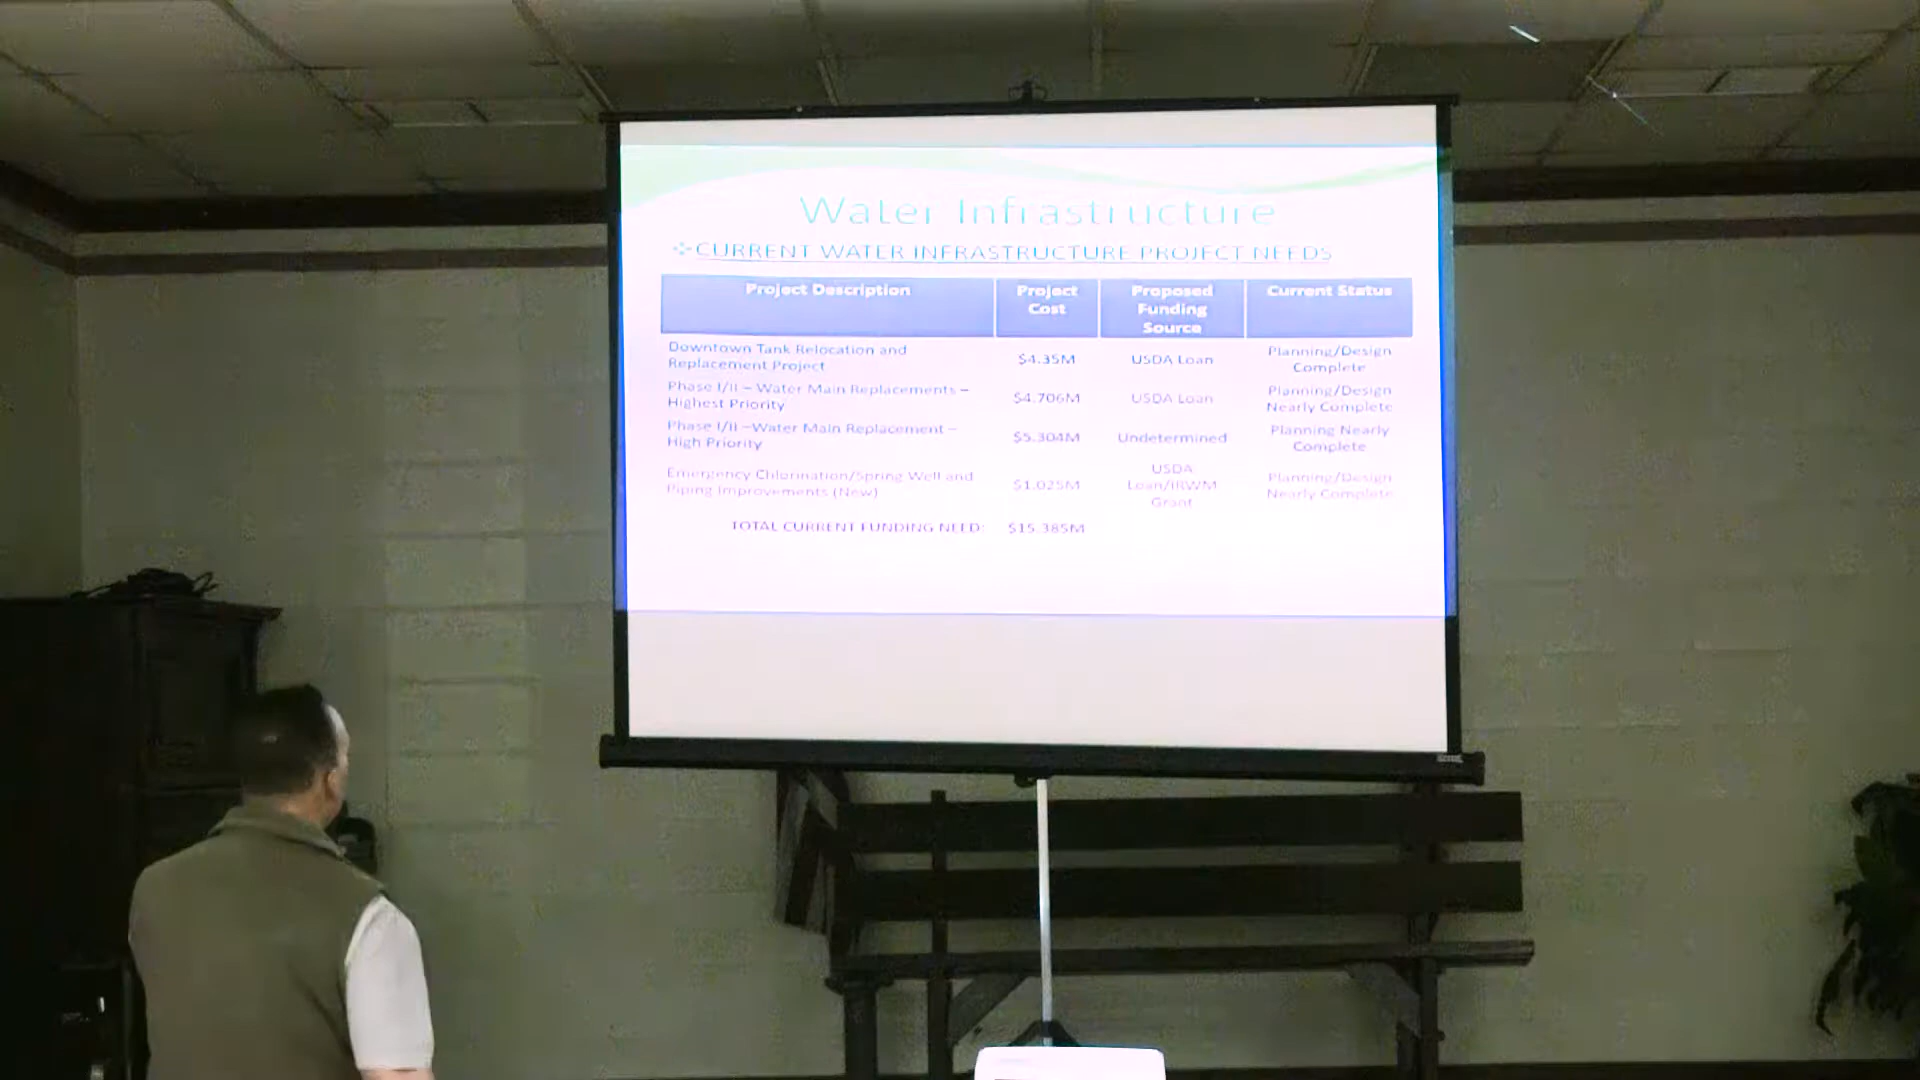 Water Infrastructure
CURRENT WATER INFRASTRUCTURE PROJECT NEEDS
Project Description
Project
Cost
Proposed
Funding
Source
Current Status
Downtown Tank Relocation and
Replacement Project
$4.35M
USDA Loan
Planning/Design
Complete
Phase I/II – Water Main Replacements –
Highest Priority
$4.706M
USDA Loan
Planning/Design
Nearly Complete
Phase I/II –Water Main Replacement –
High Priority
$5.304M
Undetermined
Planning Nearly
Complete
Emergency Chlorination/Spring Well and
Piping Improvements (New)
$1.025M
USDA
Loan/IRWM
Grant
Planning/Design
Nearly Complete
TOTAL CURRENT FUNDING NEED:
$15.385M